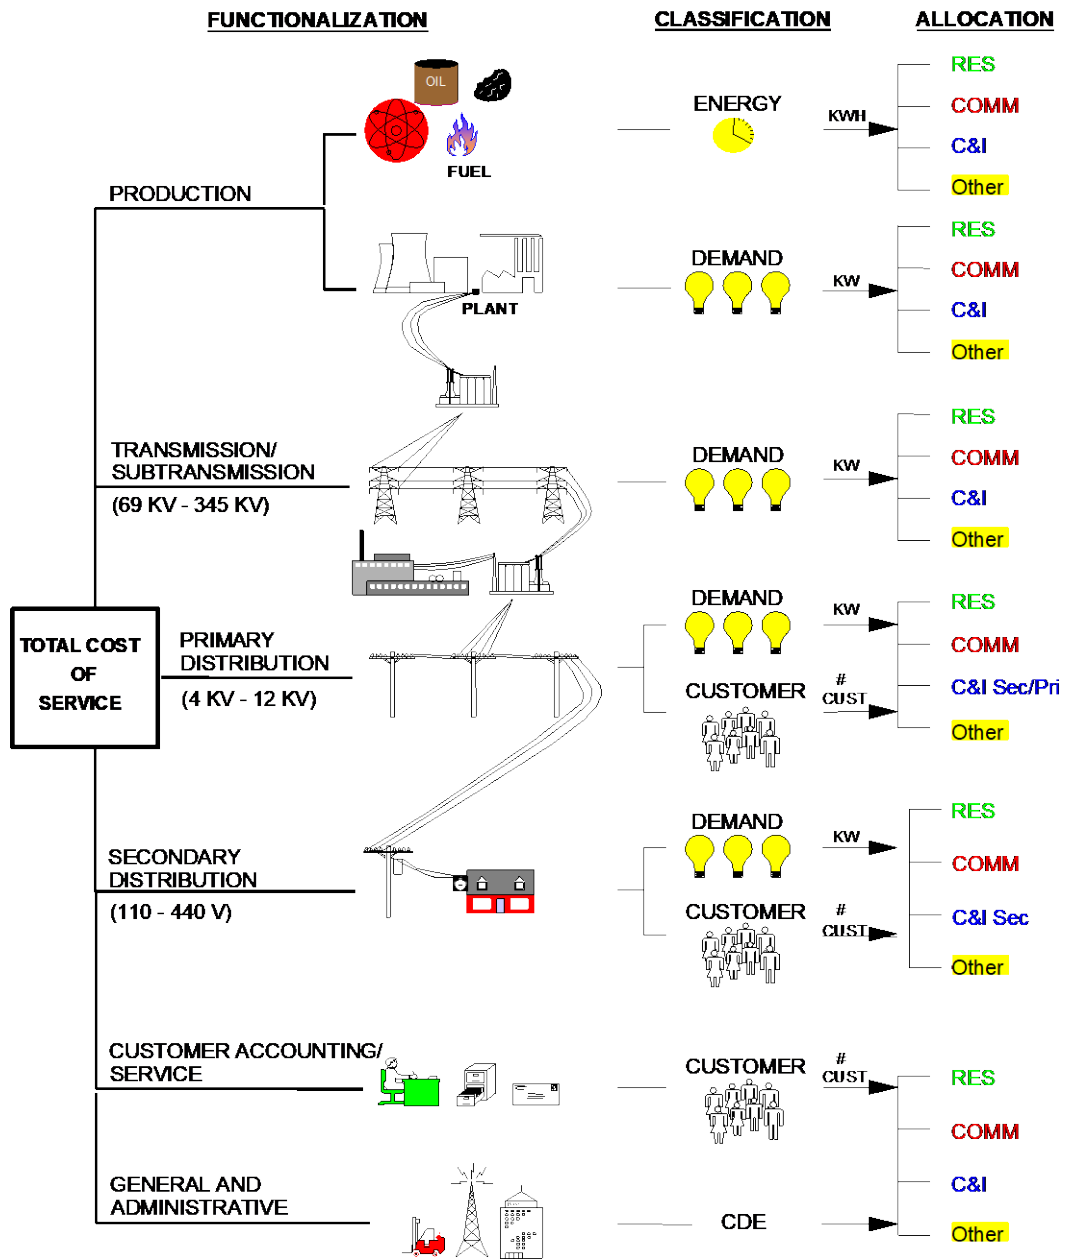 FUNCTIONALIZATION
CLASSIFICATION
ALLOCATION
OIL
FUEL
ENERGY
KWH
RES
COMM
C&I
Other
PRODUCTION
PLANT
DEMAND
KW
RES
COMM
C&I
Other
TRANSMISSION/
SUBTRANSMISSION
(69 KV - 345 KV)
DEMAND
KW
RES
COMM
C&I
Other
TOTAL COST
OF
SERVICE
PRIMARY
DISTRIBUTION
(4 KV - 12 KV)
DEMAND
KW
CUSTOMER
#
CUST
RES
COMM
C&I Sec/Pri
Other
SECONDARY
DISTRIBUTION
(110 - 440 V)
DEMAND
KW
CUSTOMER
#
CUST
RES
COMM
C&I Sec
Other
CUSTOMER ACCOUNTING/
SERVICE
CUSTOMER
#
CUST
GENERAL AND
ADMINISTRATIVE
CDE
RES
COMM
C&I
Other